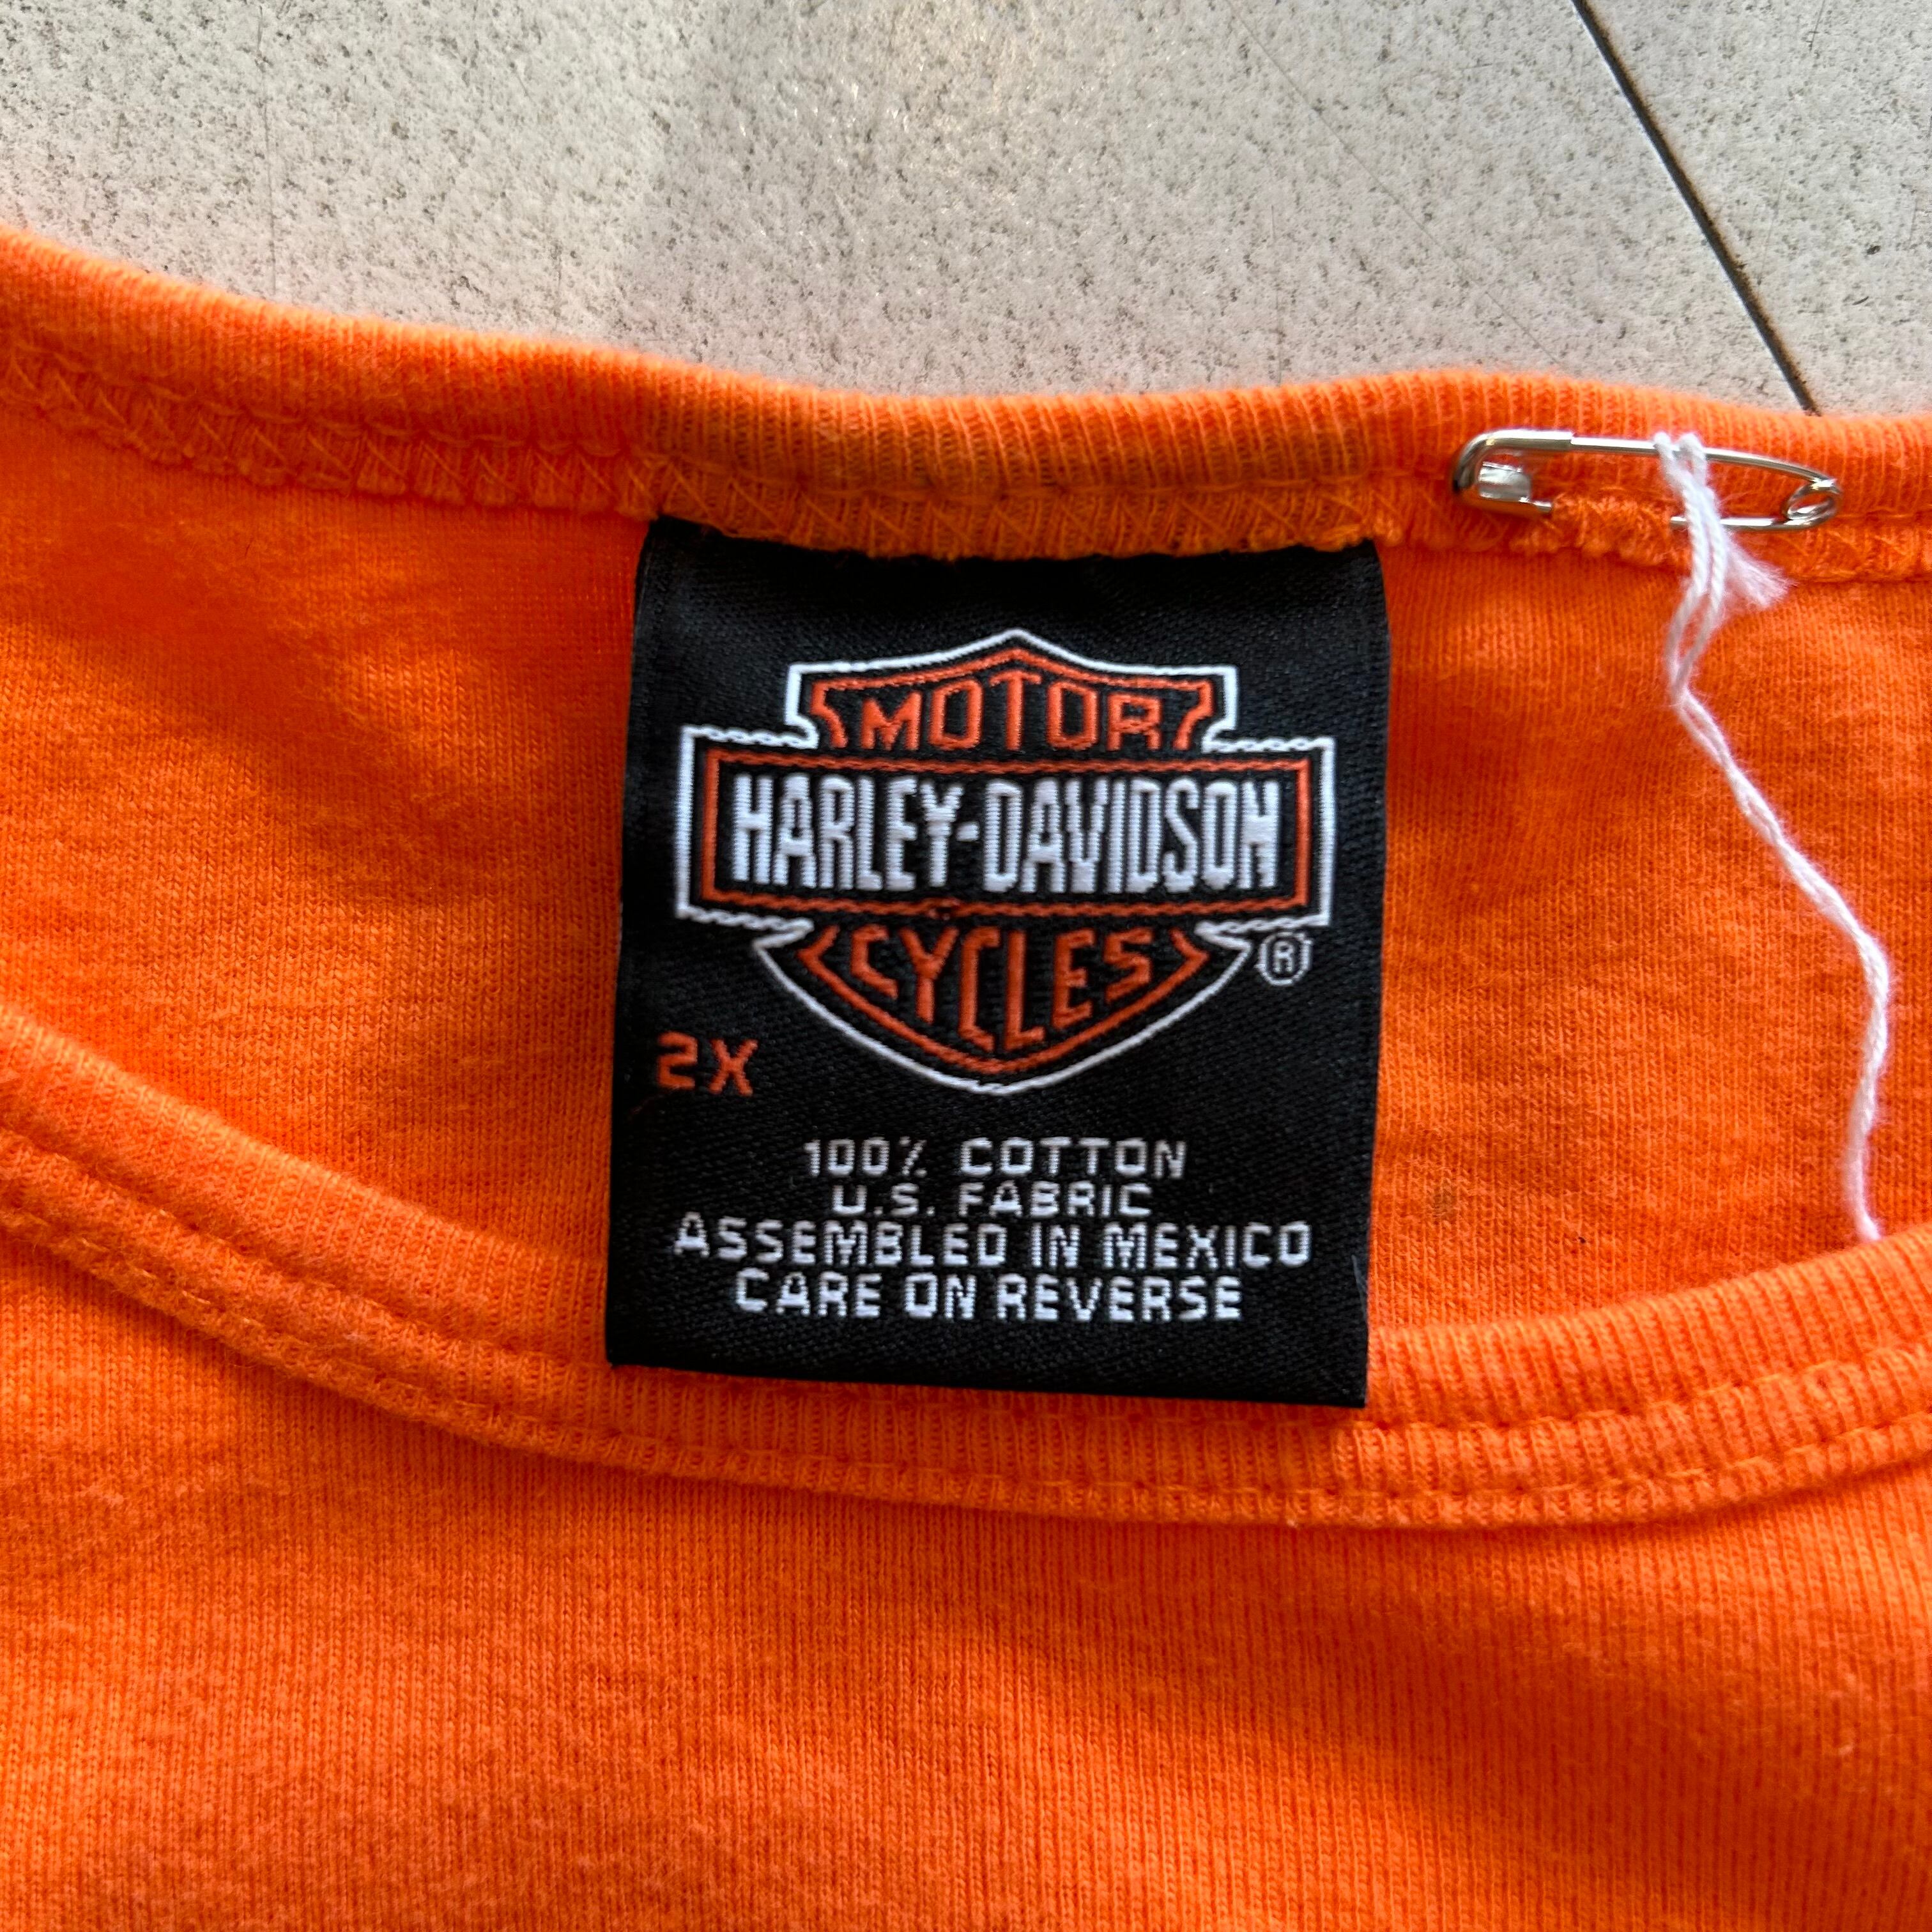 MOTOR
HARLEY-DAVIDSON
CYCLES
®
2X
100% COTTON
U.S. FABRIC
ASSEMBLED IN MEXICO
CARE ON REVERSE